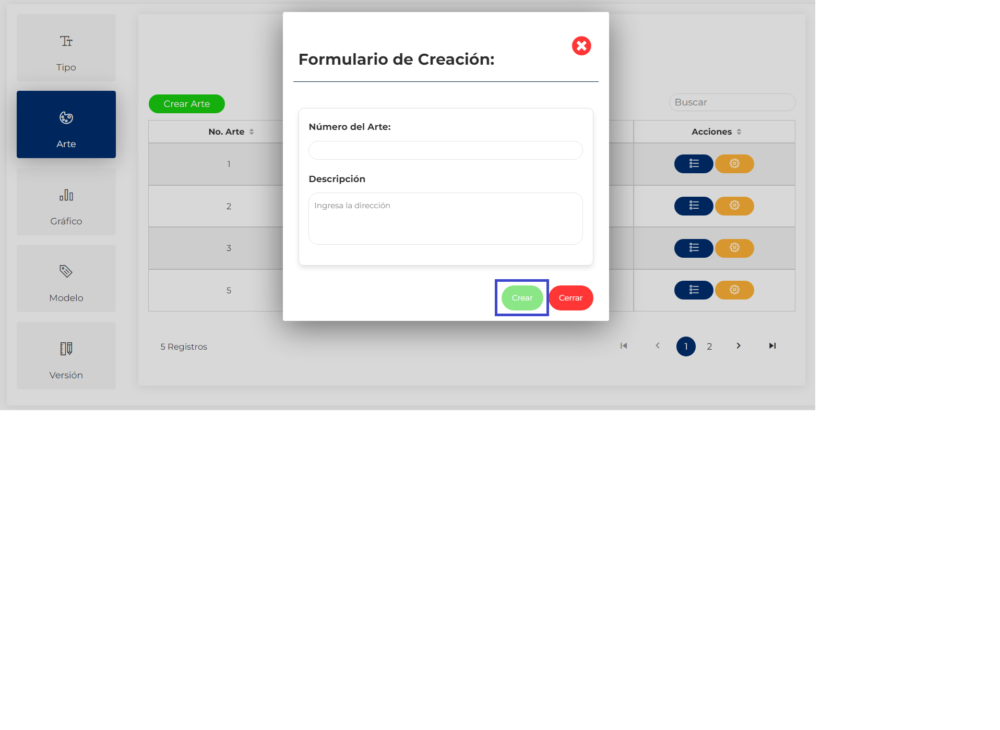 Tipo
Arte
Gráfico
Modelo
Versión
Formulario de Creación:
Crear Arte
Buscar
No. Arte
Acciones
1
2
3
5
Número del Arte:
Descripción
Ingresa la dirección
Crear
Cerrar
5 Registros
1
2